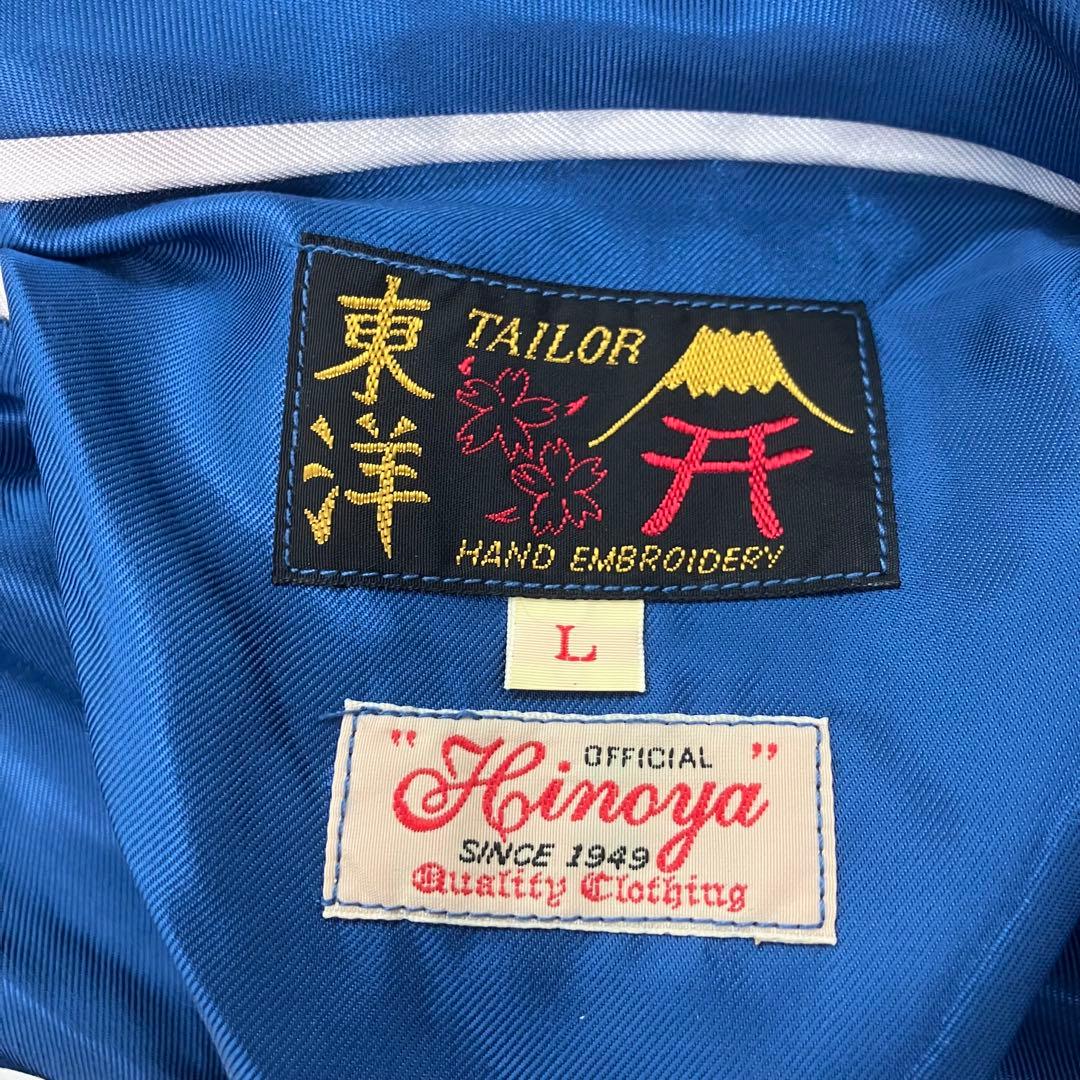 東洋
TAILOR
HAND EMBROIDERY
L
"Hinoya"
OFFICIAL
SINCE 1949
Quality Clothing